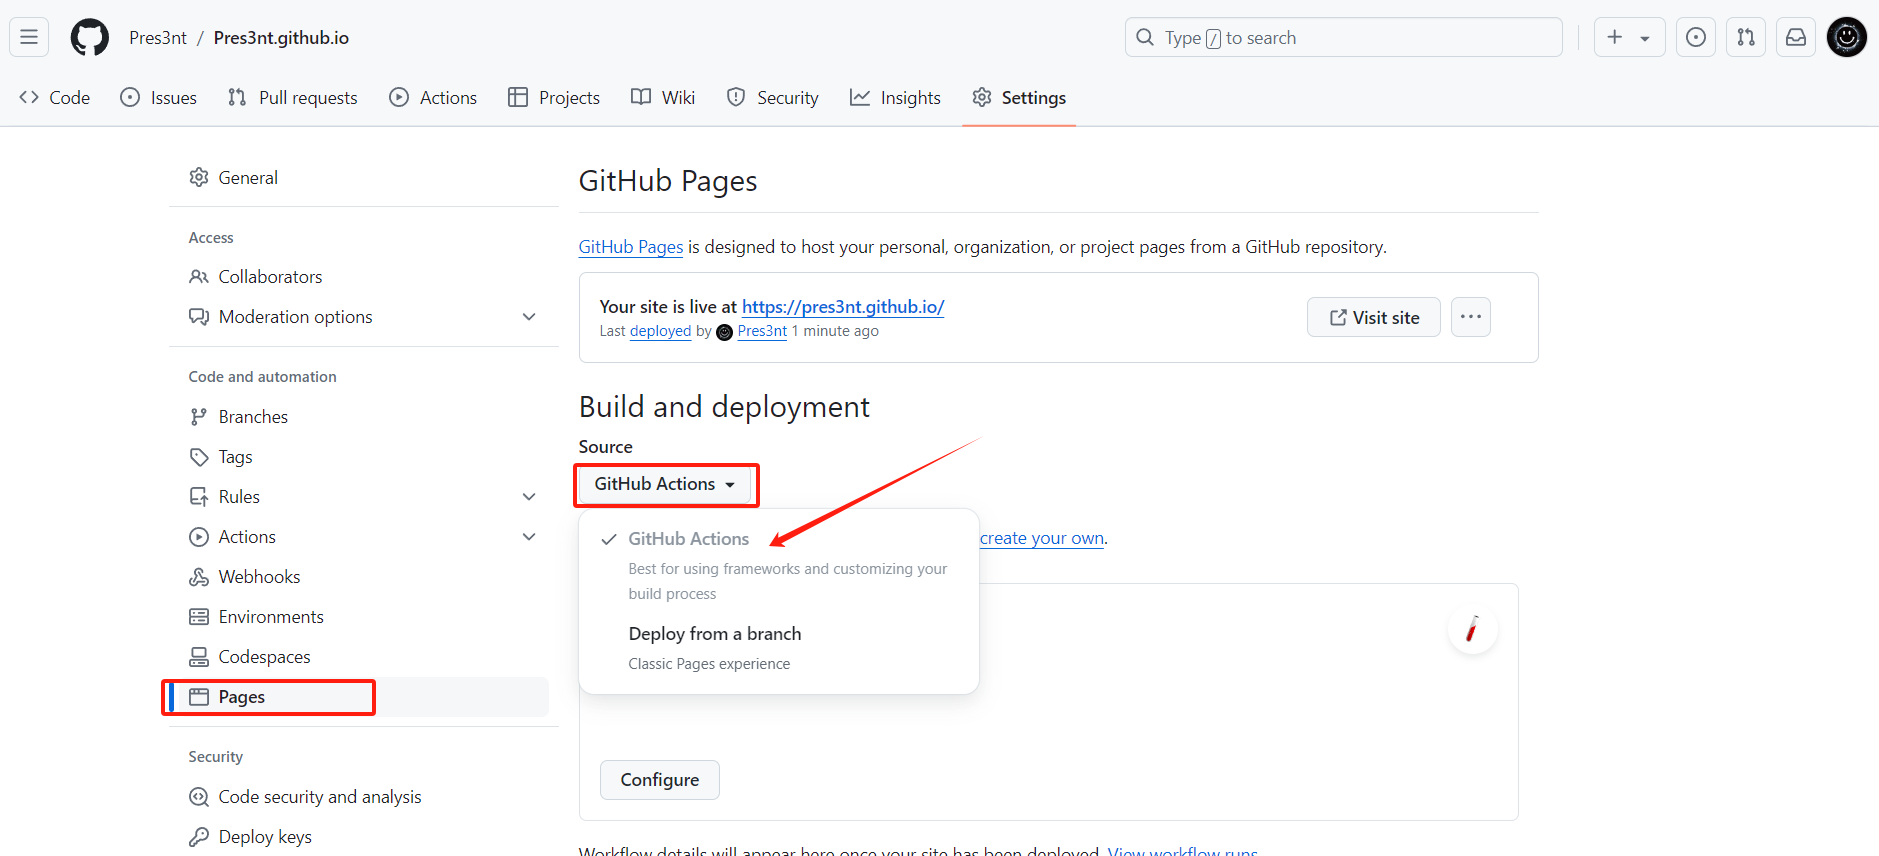 Pres3nt / Pres3nt.github.io
Type / to search
Code
Issues
Pull requests
Actions
Projects
Wiki
Security
Insights
Settings
General
Access
Collaborators
Moderation options
Code and automation
Branches
Tags
Rules
Actions
Webhooks
Environments
Codespaces
Pages
Security
Code security and analysis
Deploy keys
GitHub Pages
GitHub Pages is designed to host your personal, organization, or project pages from a GitHub repository.
Your site is live at https://pres3nt.github.io/
Last deployed by Pres3nt 1 minute ago
Visit site
Build and deployment
Source
GitHub Actions
GitHub Actions
Best for using frameworks and customizing your
build process
Deploy from a branch
Classic Pages experience
create your own.
Configure
Workflow details will appear here once your site has been deployed. View workflow runs.